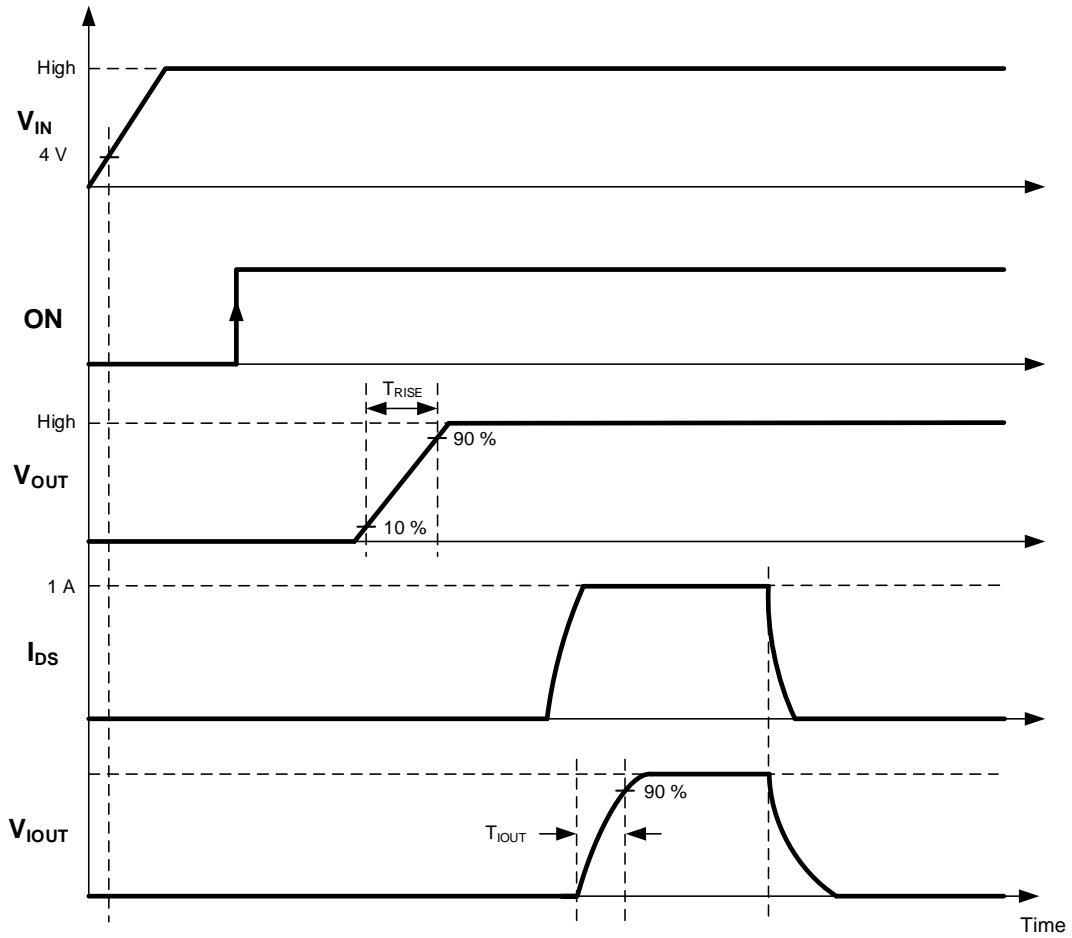 High
VIN
4 V
ON
TRISE
High
90 %
VOUT
10 %
1 A
IDS
90 %
VIOUT
TIOUT
Time